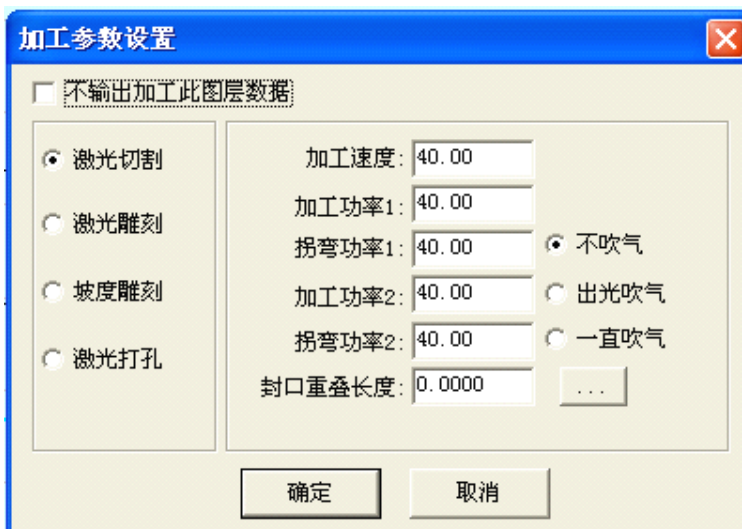 加工参数设置
不输出加工此图层数据
激光切割
激光雕刻
坡度雕刻
激光打孔
加工速度: 40.00
加工功率1: 40.00
拐弯功率1: 40.00
不吹气
加工功率2: 40.00
出光吹气
拐弯功率2: 40.00
一直吹气
封口重叠长度: 0.0000
...
确定
取消